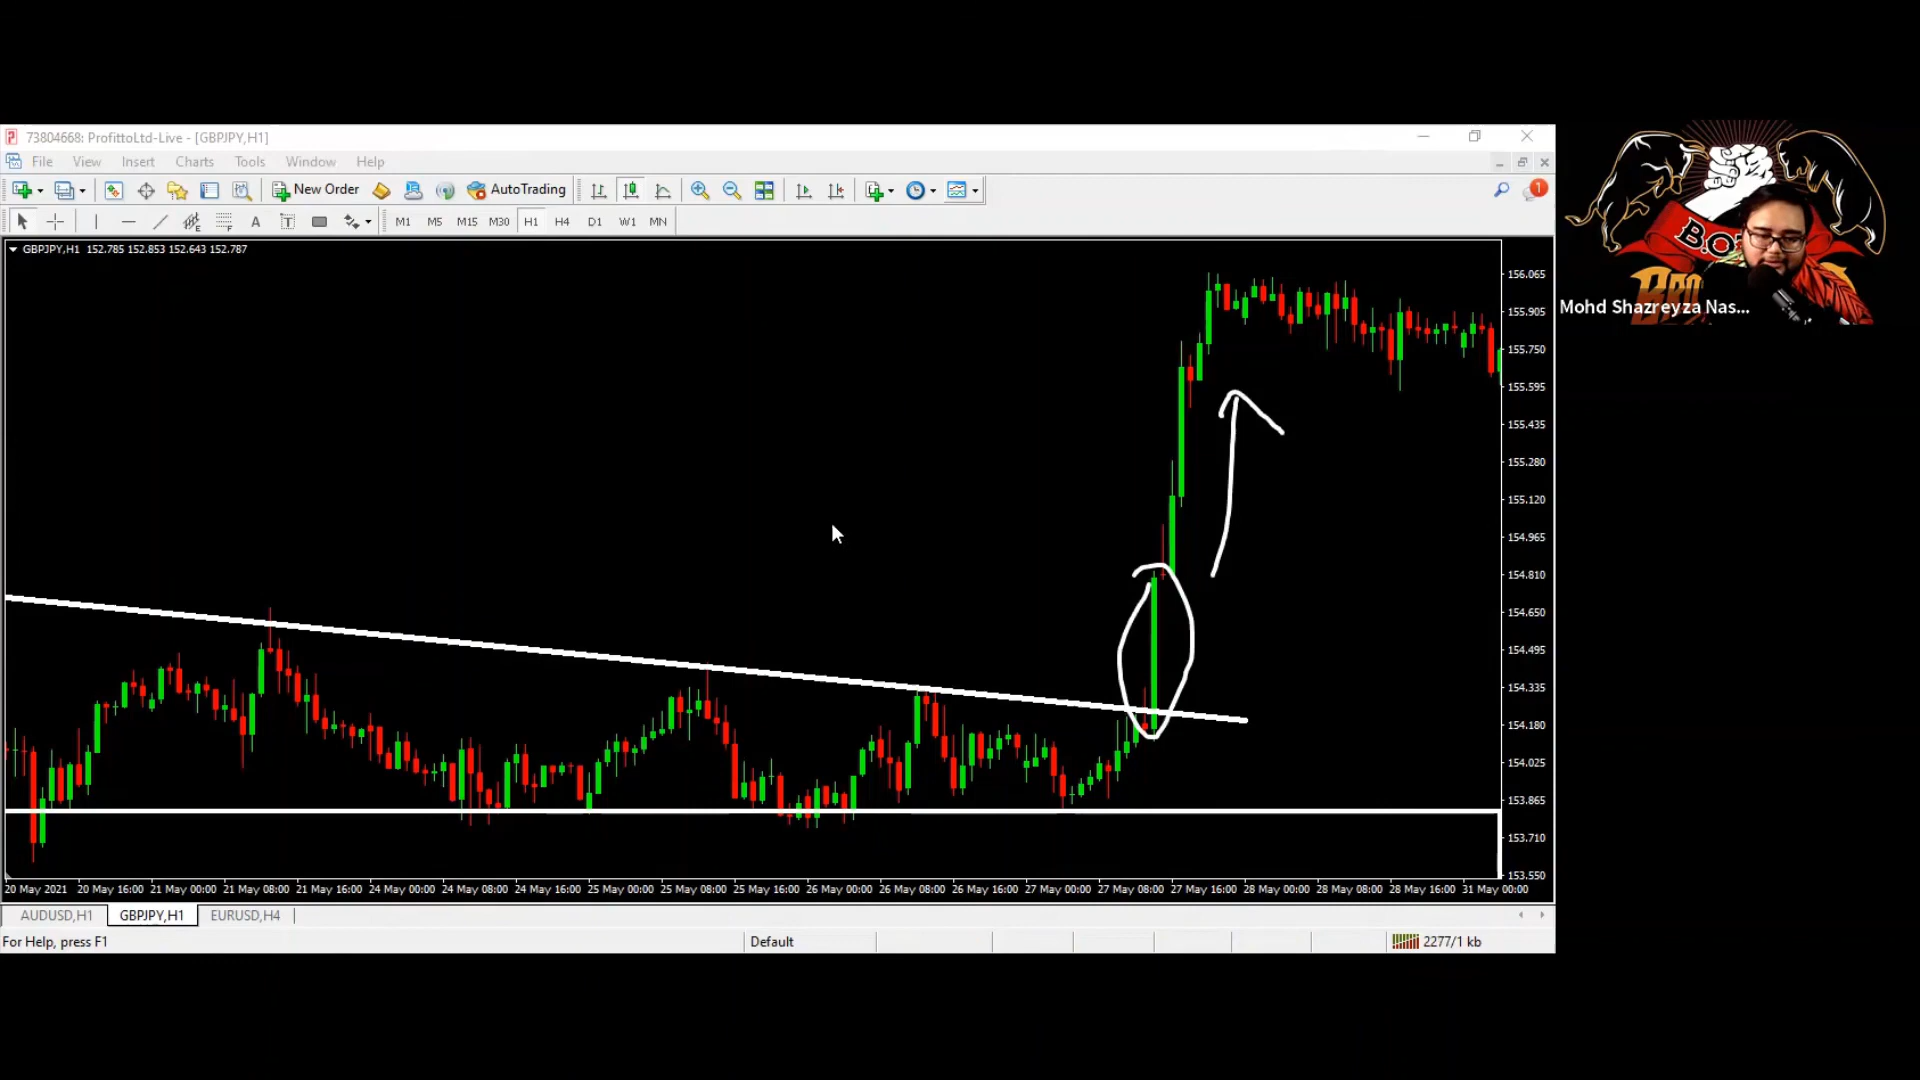 73804668: ProfittoLtd-Live - [GBPJPY,H1]
File View Insert Charts Tools Window Help
New Order AutoTrading 1
A T M1 M5 M15 M30 H1 H4 D1 W1 MN
GBPJPY,H1 152.785 152.853 152.643 152.787
156.065
155.905
155.750
155.595
155.435
155.280
155.120
154.965
154.810
154.650
154.495
154.335
154.180
154.025
153.865
153.710
153.550
20 May 2021 20 May 16:00 21 May 00:00 21 May 08:00 21 May 16:00 24 May 00:00 24 May 08:00 24 May 16:00 25 May 00:00 25 May 08:00 25 May 16:00 26 May 00:00 26 May 08:00 26 May 16:00 27 May 00:00 27 May 08:00 27 May 16:00 28 May 00:00 28 May 08:00 28 May 16:00 31 May 00:00
AUDUSD,H1 GBPJPY,H1 EURUSD,H4
For Help, press F1 Default 2277/1 kb
Mohd Shazreyza Nas...